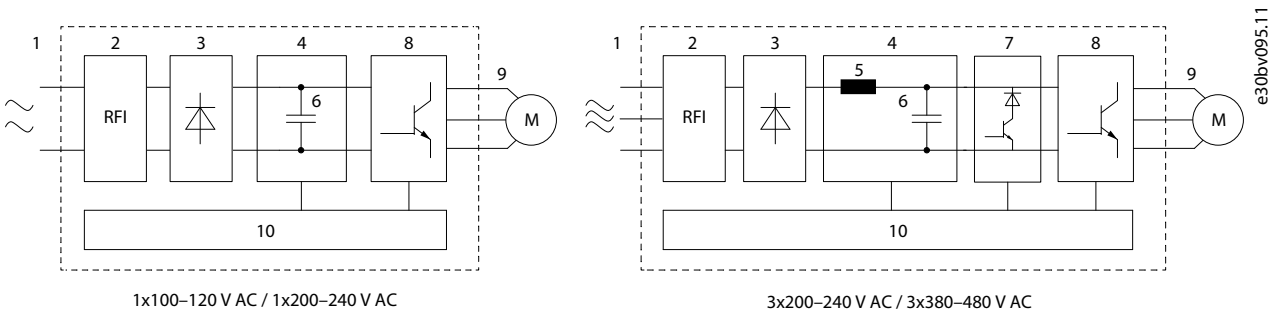 1 2 3 4 8 9
6
RFI
M
10
1x100–120 V AC / 1x200–240 V AC
1 2 3 4 7 8 9
5
6
RFI
M
10
3x200–240 V AC / 3x380–480 V AC
e30bv095.11